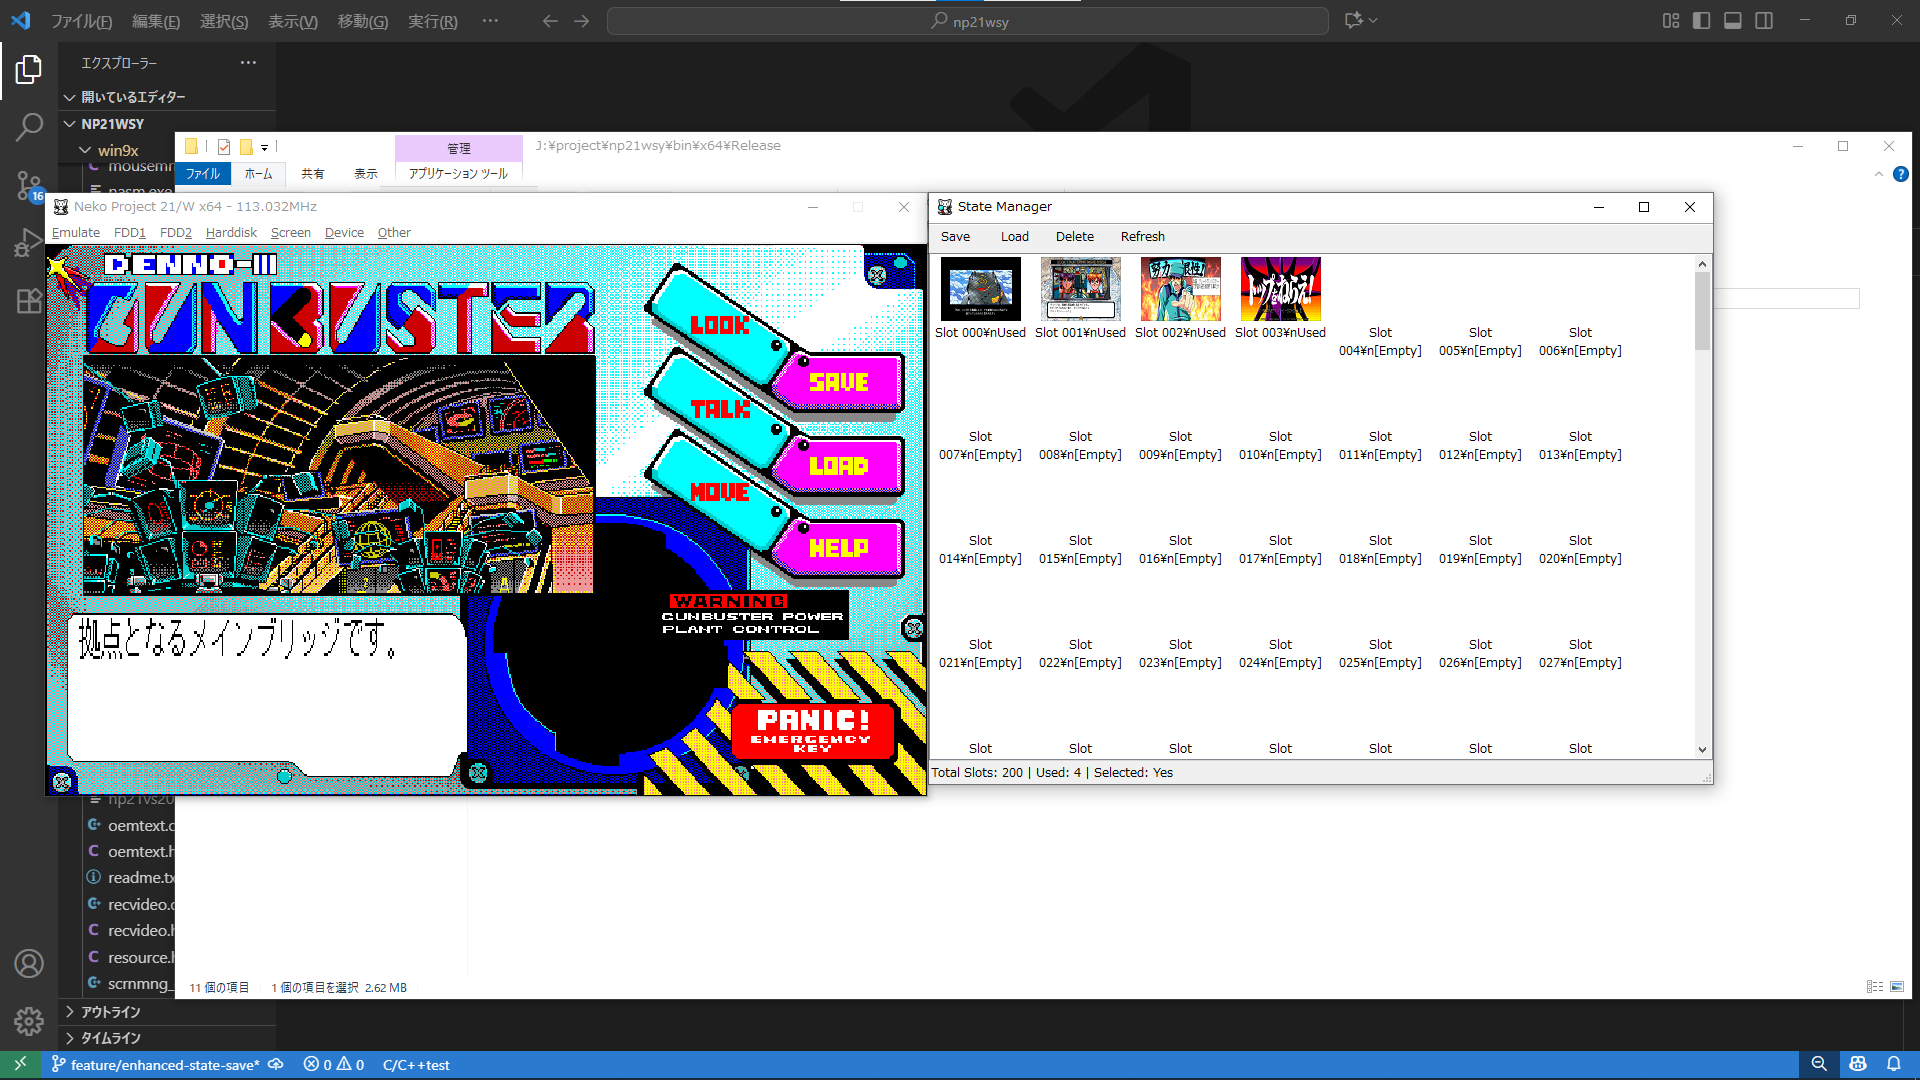 ファイル(F) 編集(E) 選択(S) 表示(V) 移動(G) 実行(R) … np21wsy
エクスプローラー …
開いているエディター
NP21WSY
win9x
管理 J:¥project¥np21wsy¥bin¥x64¥Release
ファイル ホーム 共有 表示 アプリケーション ツール
16
Neko Project 21/W x64 - 113.032MHz
Emulate FDD1 FDD2 Harddisk Screen Device Other
DENNO-III
GUNBUSTER
LOOK
SAVE
TALK
LOAD
MOVE
HELP
WARNING
GUNBUSTER POWER
PLANT CONTROL
拠点となるメインブリッジです。
PANIC!
EMERGENCY
KEY
State Manager
Save Load Delete Refresh
努力 根性!
トップをねらえ!
Slot 000¥nUsed Slot 001¥nUsed Slot 002¥nUsed Slot 003¥nUsed
Slot Slot Slot
004¥n[Empty] 005¥n[Empty] 006¥n[Empty]
Slot Slot Slot Slot Slot Slot Slot
007¥n[Empty] 008¥n[Empty] 009¥n[Empty] 010¥n[Empty] 011¥n[Empty] 012¥n[Empty] 013¥n[Empty]
Slot Slot Slot Slot Slot Slot Slot
014¥n[Empty] 015¥n[Empty] 016¥n[Empty] 017¥n[Empty] 018¥n[Empty] 019¥n[Empty] 020¥n[Empty]
Slot Slot Slot Slot Slot Slot Slot
021¥n[Empty] 022¥n[Empty] 023¥n[Empty] 024¥n[Empty] 025¥n[Empty] 026¥n[Empty] 027¥n[Empty]
Slot Slot Slot Slot Slot Slot Slot
Total Slots: 200 | Used: 4 | Selected: Yes
oemtext.c
oemtext.h
readme.tx
recvideo.c
recvideo.h
resource.h
scrnmng_
11 個の項目 1 個の項目を選択 2.62 MB
アウトライン
タイムライン
feature/enhanced-state-save* 0 0 C/C++test